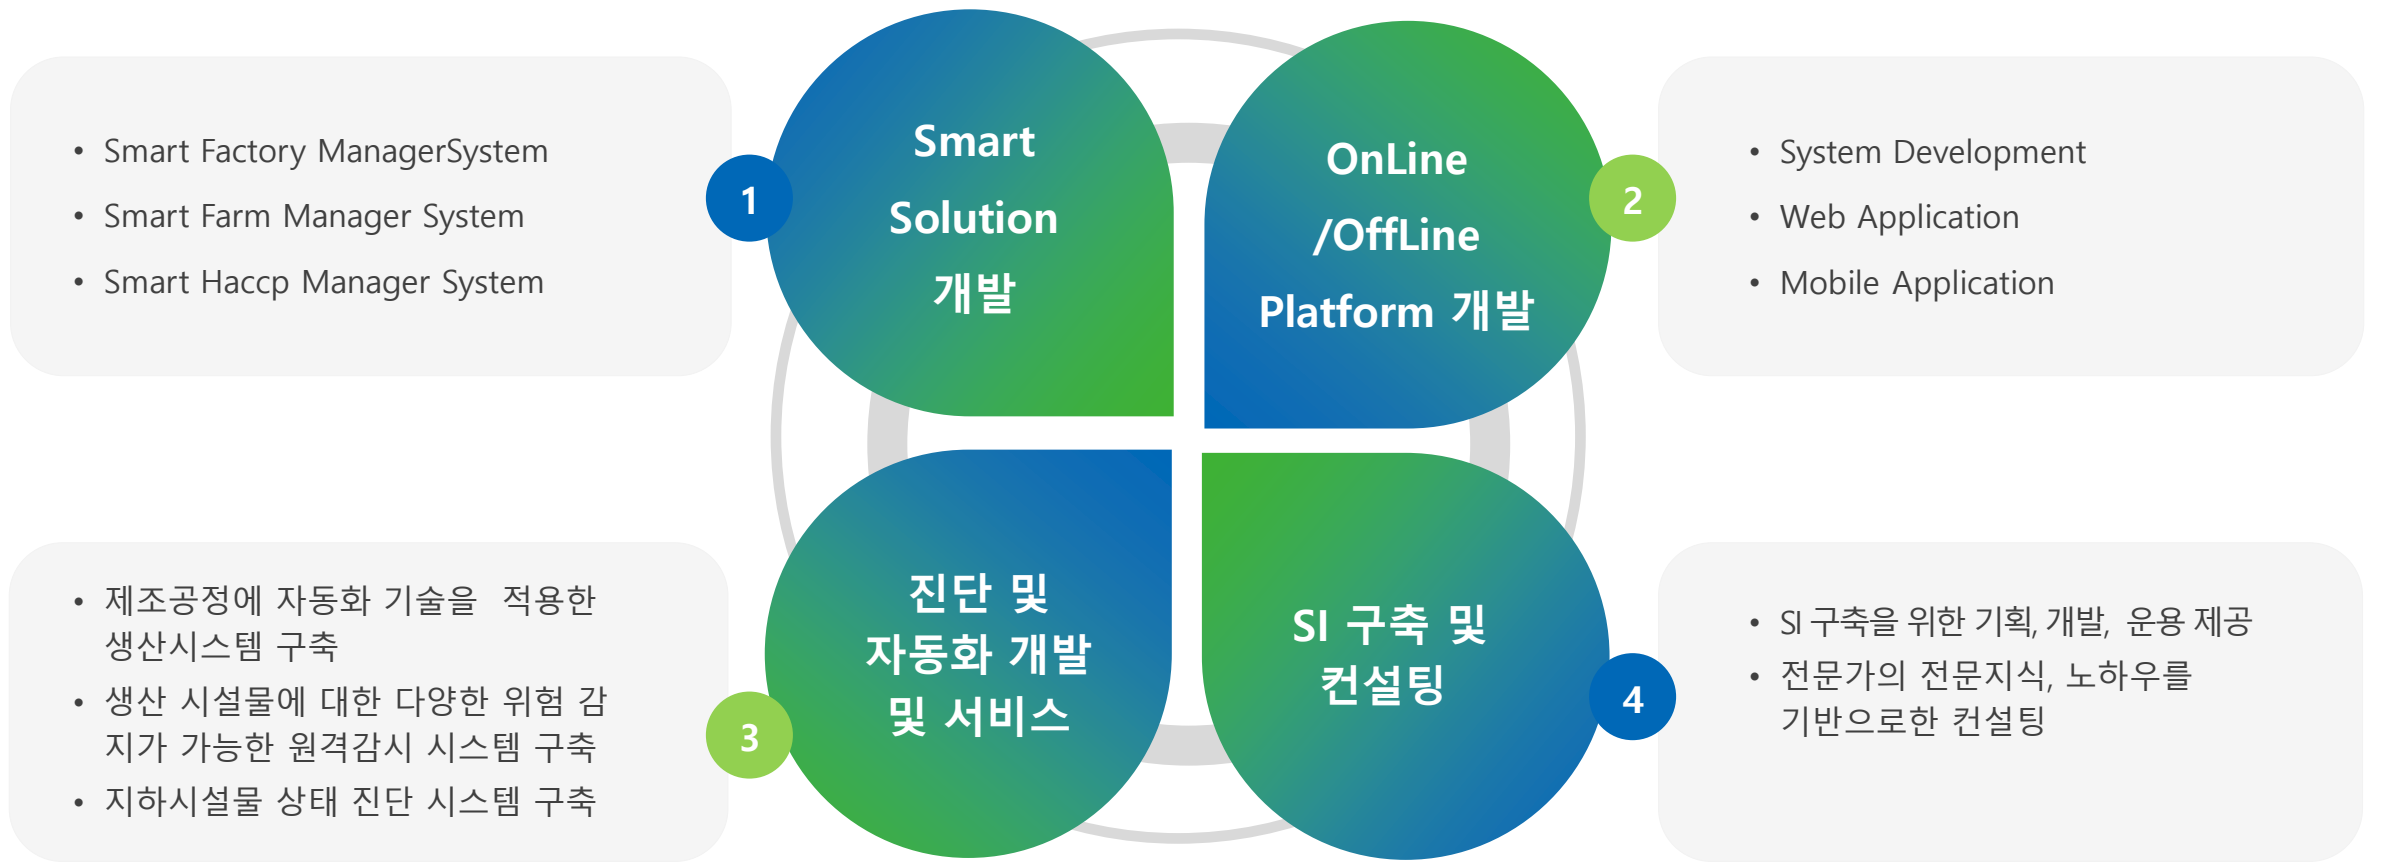 • Smart Factory ManagerSystem
• Smart Farm Manager System
• Smart Haccp Manager System
1
Smart
Solution
개발
OnLine
/OffLine
Platform 개발
2
• System Development
• Web Application
• Mobile Application
• 제조공정에 자동화 기술을 적용한
생산시스템 구축
• 생산 시설물에 대한 다양한 위험 감
지가 가능한 원격감시 시스템 구축
• 지하시설물 상태 진단 시스템 구축
3
진단 및
자동화 개발
및 서비스
SI 구축 및
컨설팅
4
• SI 구축을 위한 기획, 개발, 운용 제공
• 전문가의 전문지식, 노하우를
기반으로한 컨설팅